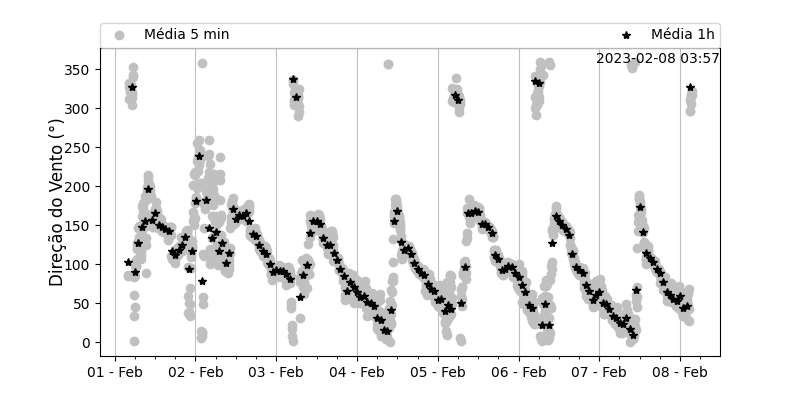 Média 5 min
Média 1h
2023-02-08 03:57
Direção do Vento (°)
350
300
250
200
150
100
50
0
01 - Feb
02 - Feb
03 - Feb
04 - Feb
05 - Feb
06 - Feb
07 - Feb
08 - Feb